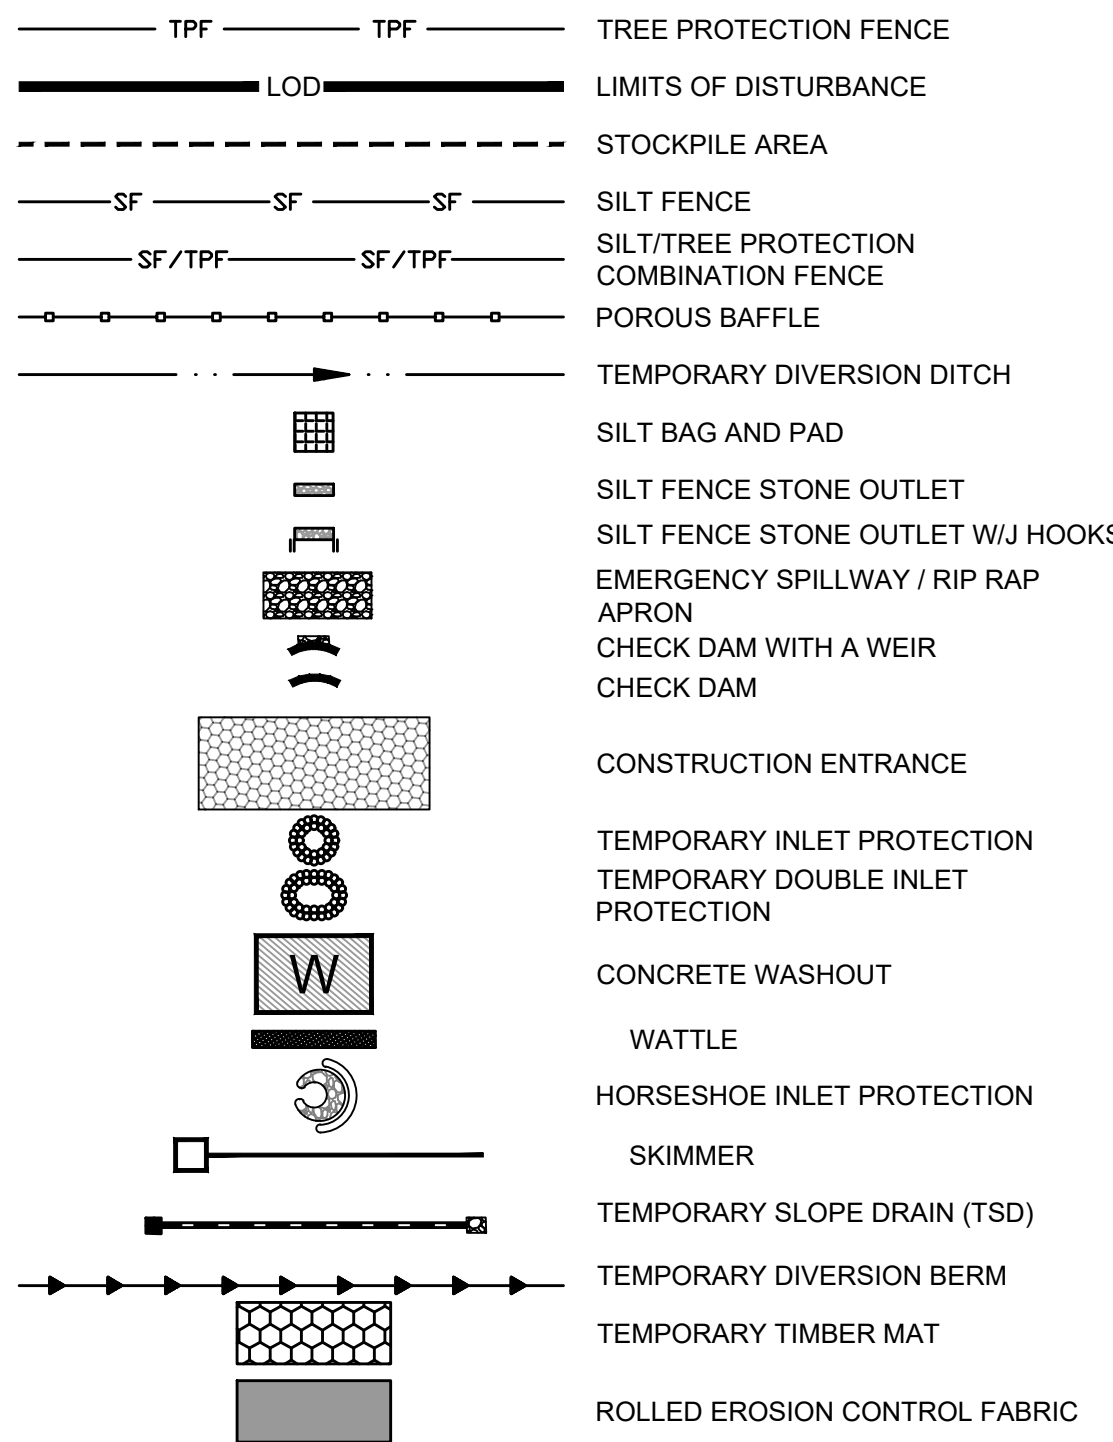 TPF TPF TREE PROTECTION FENCE
LOD LIMITS OF DISTURBANCE
STOCKPILE AREA
SF SF SF SILT FENCE
SF/TPF SF/TPF SILT/TREE PROTECTION
COMBINATION FENCE
POROUS BAFFLE
TEMPORARY DIVERSION DITCH
SILT BAG AND PAD
SILT FENCE STONE OUTLET
SILT FENCE STONE OUTLET W/J HOOKS
EMERGENCY SPILLWAY / RIP RAP
APRON
CHECK DAM WITH A WEIR
CHECK DAM
CONSTRUCTION ENTRANCE
TEMPORARY INLET PROTECTION
TEMPORARY DOUBLE INLET
PROTECTION
W CONCRETE WASHOUT
WATTLE
HORSESHOE INLET PROTECTION
SKIMMER
TEMPORARY SLOPE DRAIN (TSD)
TEMPORARY DIVERSION BERM
TEMPORARY TIMBER MAT
ROLLED EROSION CONTROL FABRIC